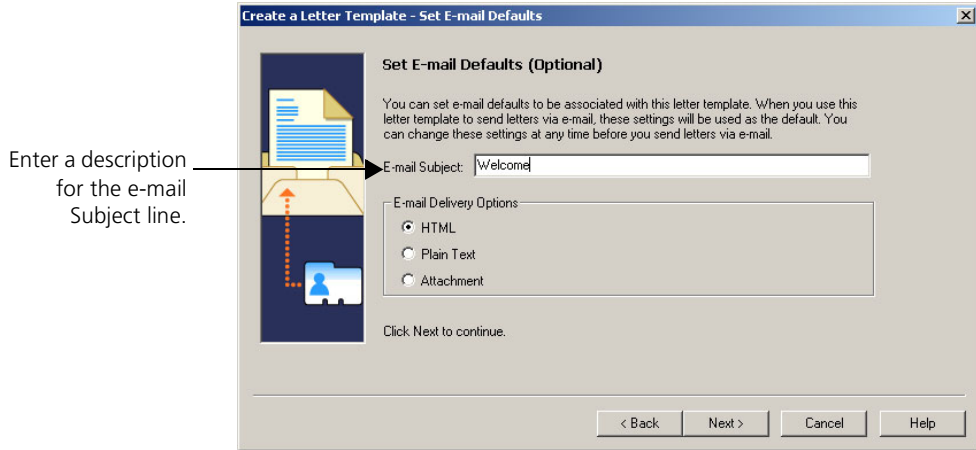 Create a Letter Template - Set E-mail Defaults
Set E-mail Defaults (Optional)
You can set e-mail defaults to be associated with this letter template. When you use this
letter template to send letters via e-mail, these settings will be used as the default. You
can change these settings at any time before you send letters via e-mail.
Enter a description
for the e-mail
Subject line.
E-mail Subject: Welcome
E-mail Delivery Options
HTML
Plain Text
Attachment
Click Next to continue.
< Back Next > Cancel Help